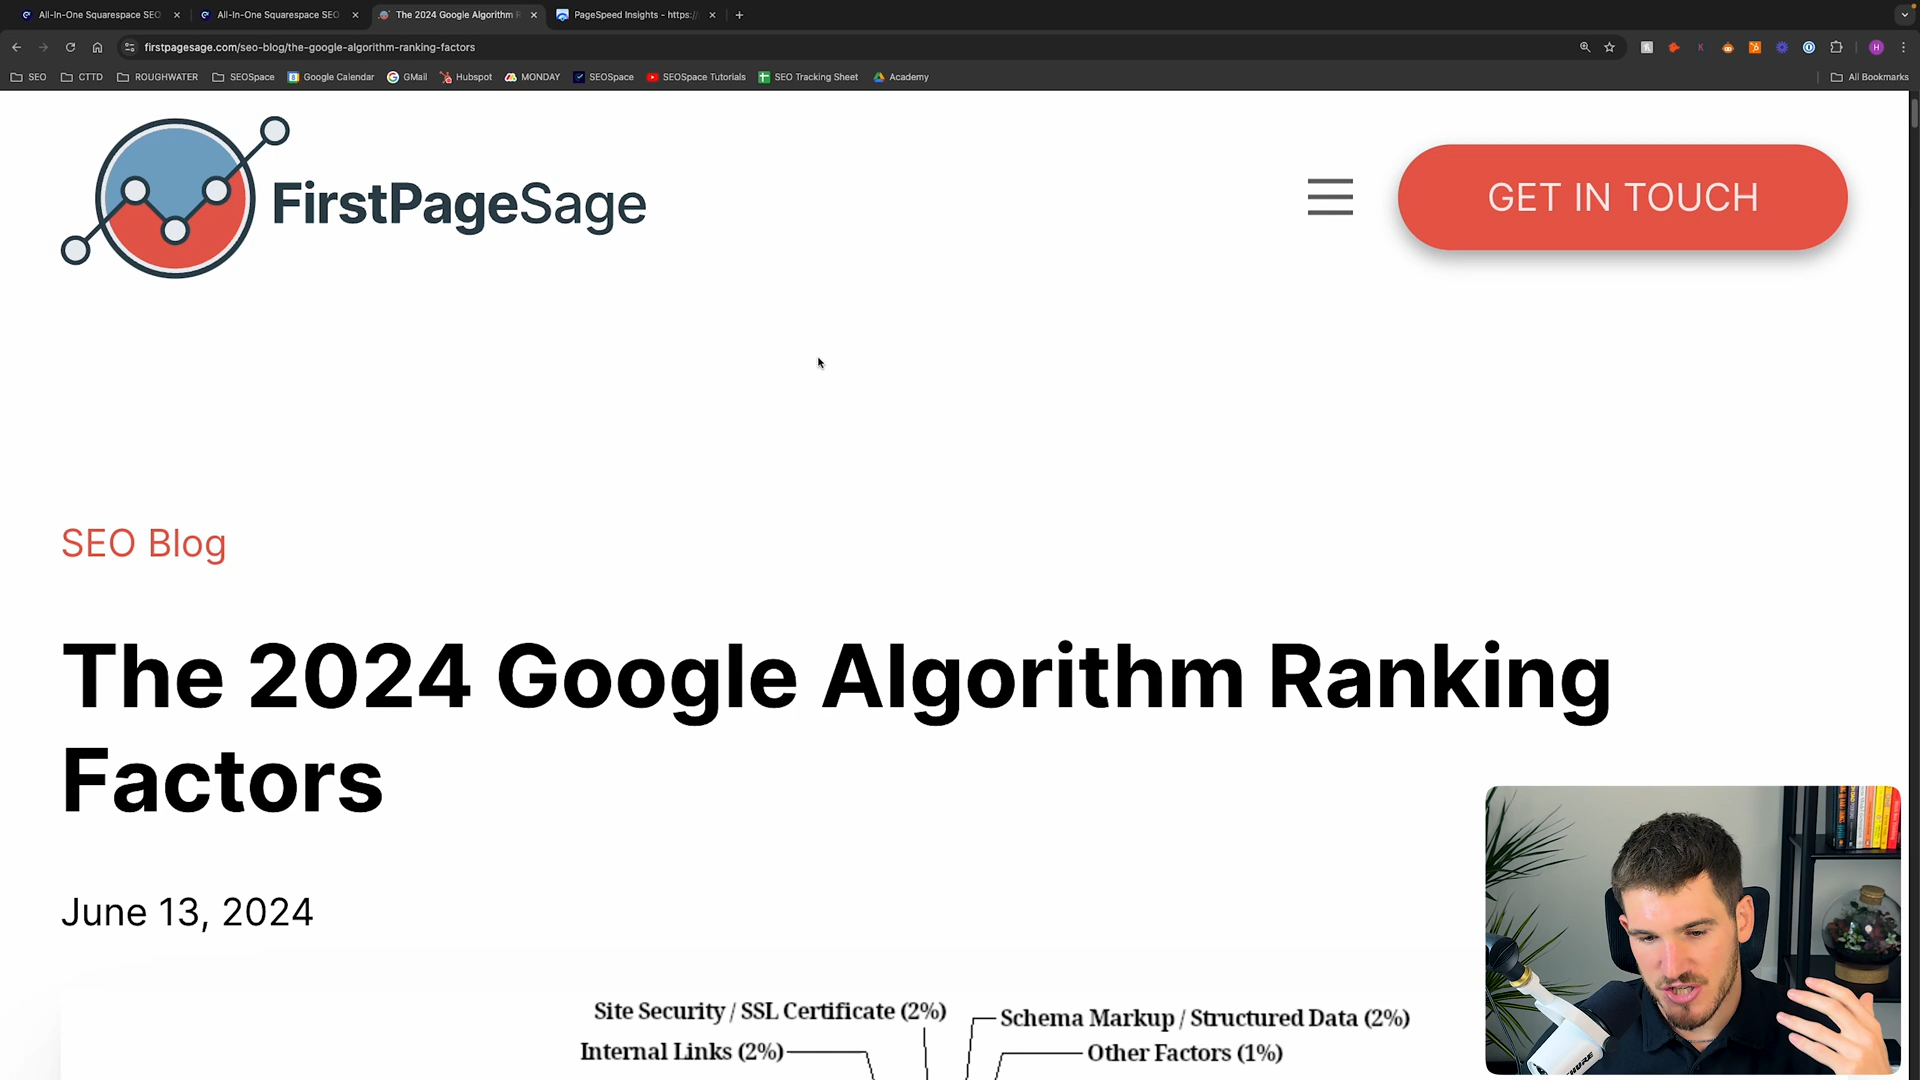 All-In-One Squarespace SEO
All-In-One Squarespace SEO
The 2024 Google Algorithm R
PageSpeed Insights - https:/
firstpagesage.com/seo-blog/the-google-algorithm-ranking-factors
SEO
CTTD
ROUGHWATER
SEOSpace
Google Calendar
GMail
Hubspot
MONDAY
SEOSpace
SEOSpace Tutorials
SEO Tracking Sheet
Academy
All Bookmarks
FirstPageSage
GET IN TOUCH
SEO Blog
The 2024 Google Algorithm Ranking
Factors
June 13, 2024
Site Security / SSL Certificate (2%)
Schema Markup / Structured Data (2%)
Internal Links (2%)
Other Factors (1%)
SHURE